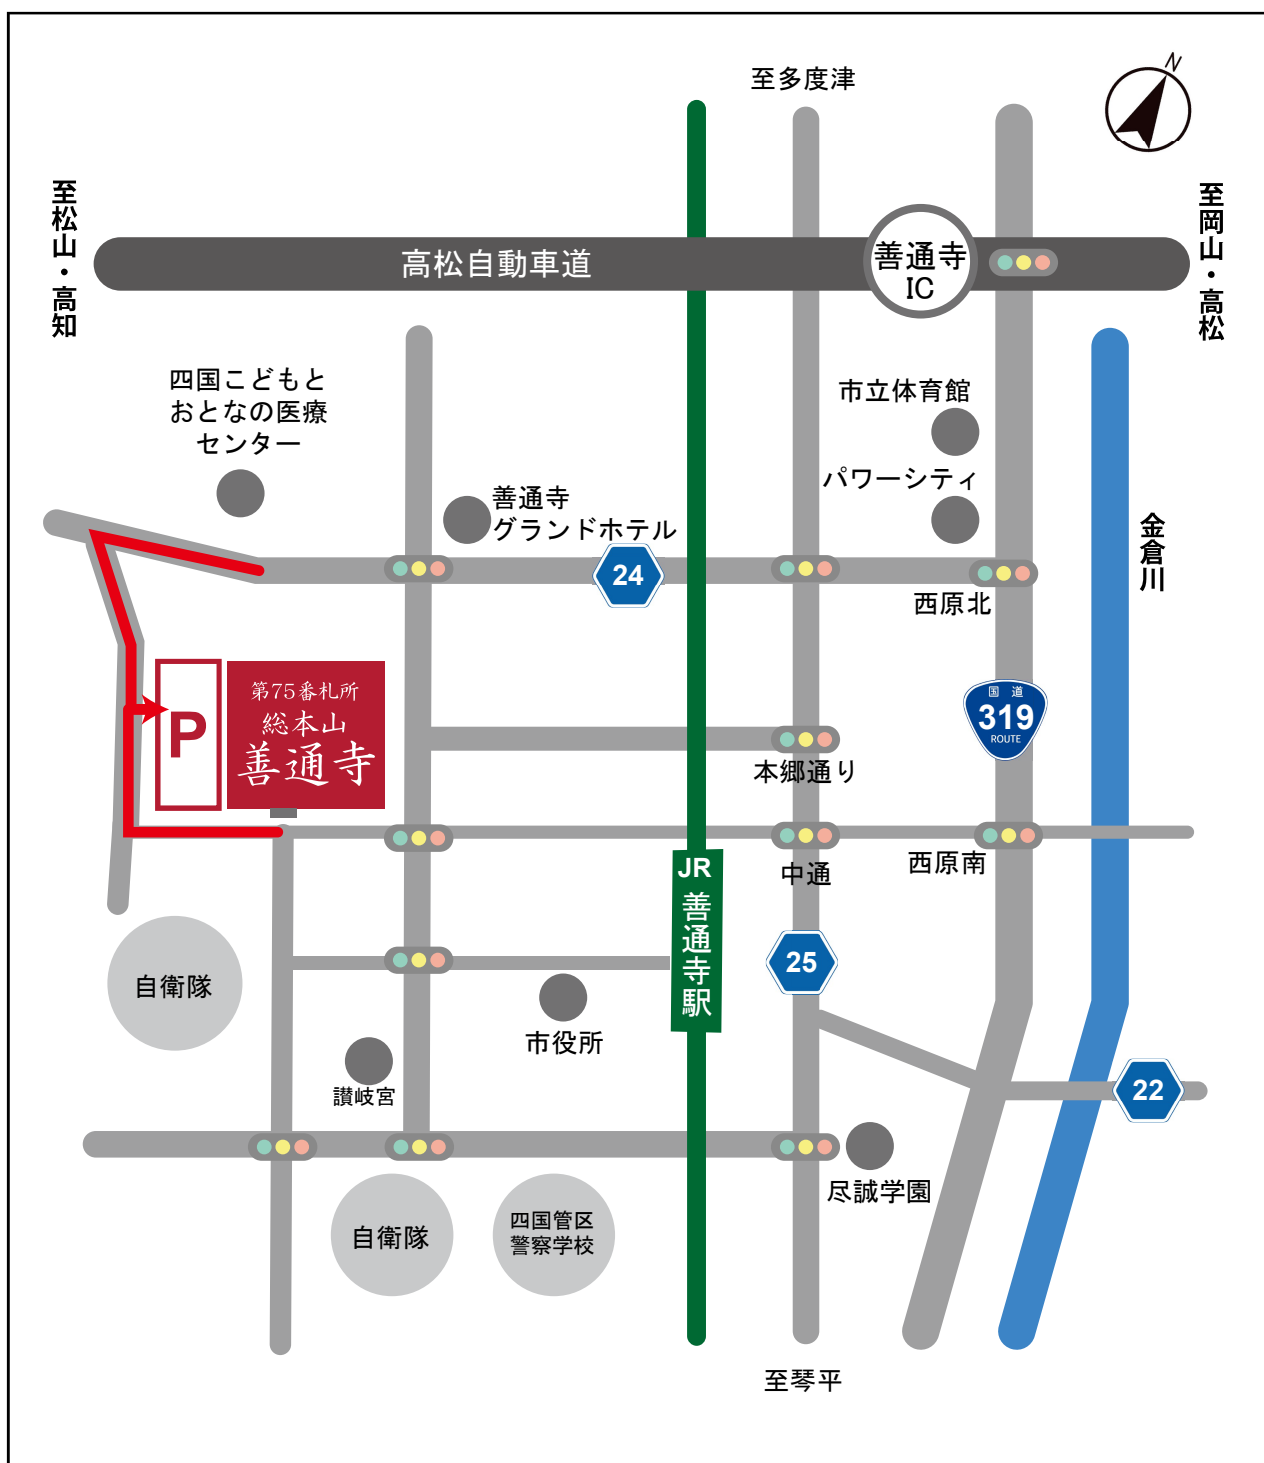 至多度津
N
至松山・高知
至岡山・高松
高松自動車道
善通寺
IC
四国こどもと
おとなの医療
センター
市立体育館
パワーシティ
善通寺
グランドホテル
24
西原北
金倉川
第75番札所
総本山
善通寺
P
国道
319
ROUTE
本郷通り
中通
西原南
JR
善通寺駅
25
自衛隊
市役所
讃岐宮
22
尽誠学園
自衛隊
四国管区
警察学校
至琴平